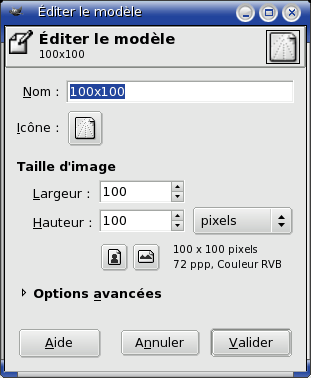 Éditer le modèle
Éditer le modèle
100x100
Nom : 100x100
Icône :
Taille d'image
Largeur : 100
Hauteur : 100 pixels
100 x 100 pixels
72 ppp, Couleur RVB
Options avancées
Aide Annuler Valider